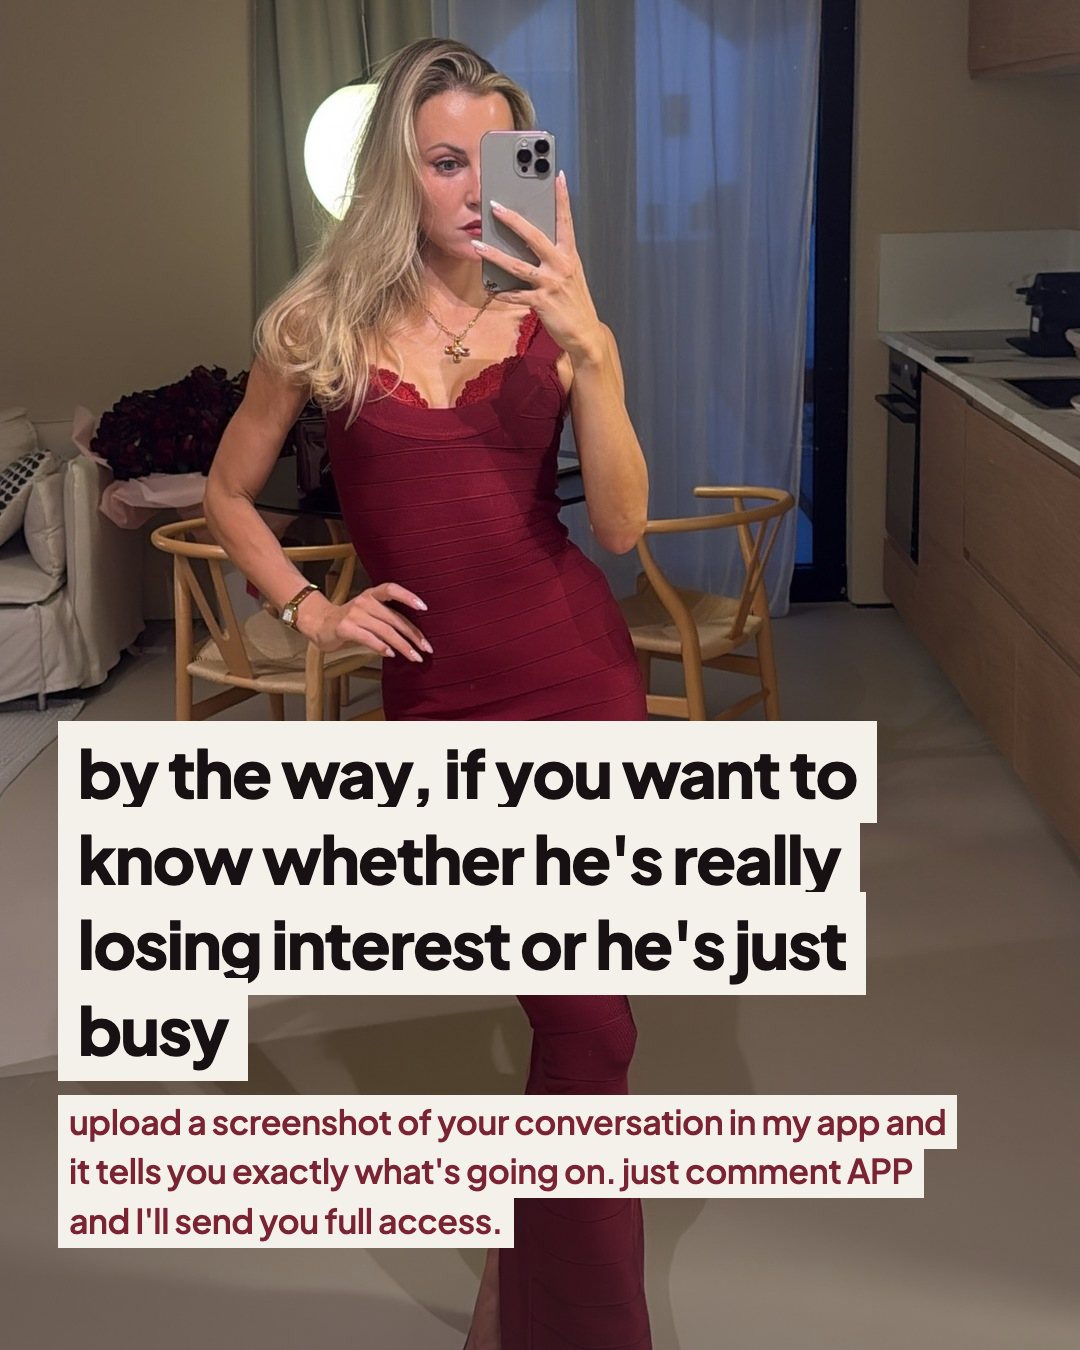 by the way, if you want to
know whether he's really
losing interest or he's just
busy
upload a screenshot of your conversation in my app and
it tells you exactly what's going on. just comment APP
and I'll send you full access.